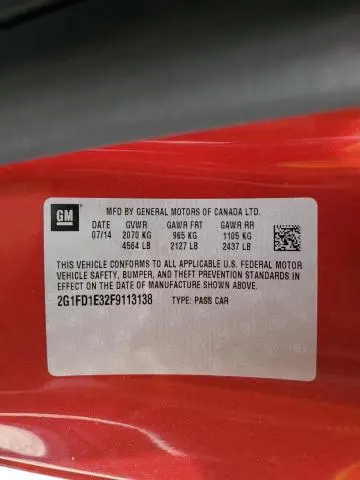 GM
MFD BY GENERAL MOTORS OF CANADA LTD.
DATE GVWR GAWR FRT GAWR RR
07/14 2070 KG 965 KG 1105 KG
4564 LB 2127 LB 2437 LB
THIS VEHICLE CONFORMS TO ALL APPLICABLE U.S. FEDERAL MOTOR
VEHICLE SAFETY, BUMPER, AND THEFT PREVENTION STANDARDS IN
EFFECT ON THE DATE OF MANUFACTURE SHOWN ABOVE.
2G1FD1E32F9113138 TYPE: PASS CAR